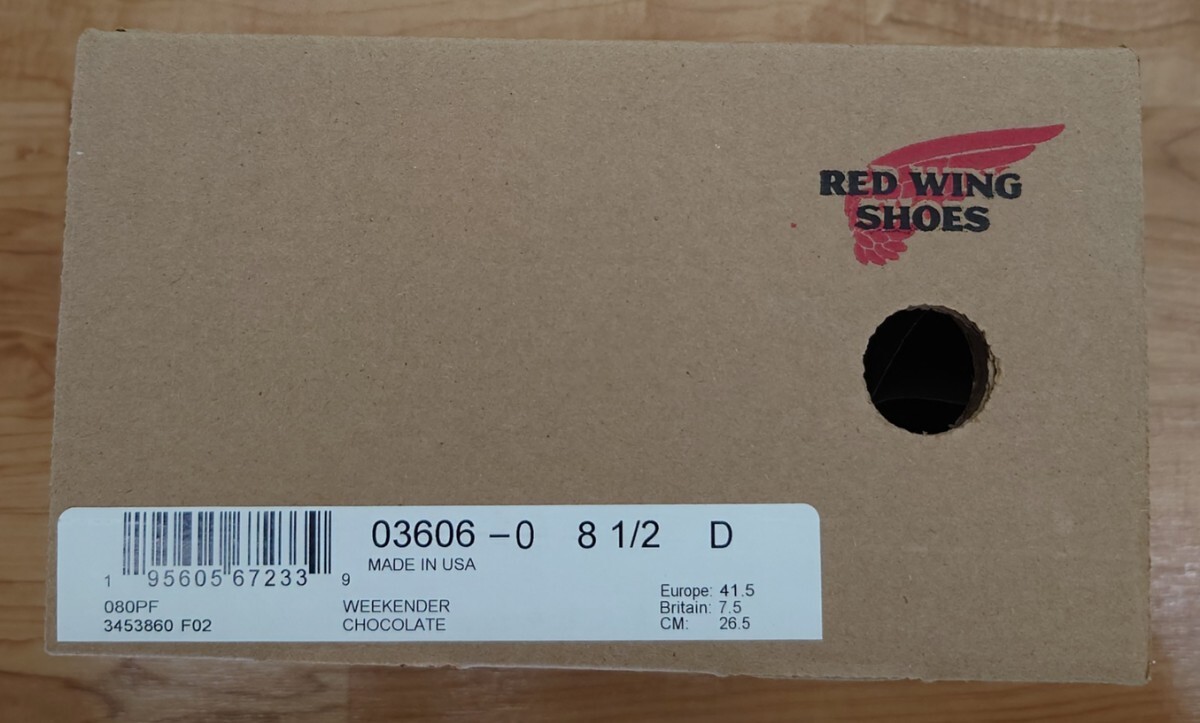 RED WING
SHOES
03606 – 0 8 1/2 D
MADE IN USA
1 95605 67233 9
080PF
3453860 F02
WEEKENDER
CHOCOLATE
Europe: 41.5
Britain: 7.5
CM: 26.5